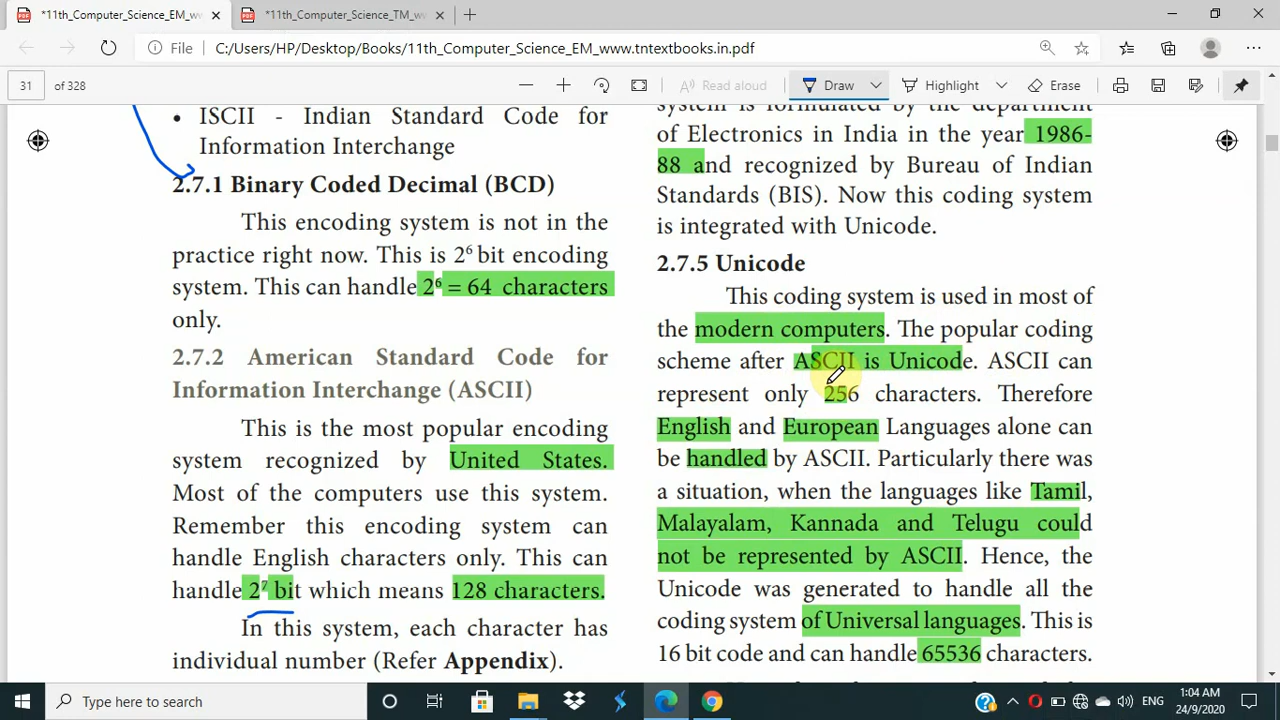 *11th_Computer_Science_EM_w
*11th_Computer_Science_TM_w
File
C:/Users/HP/Desktop/Books/11th_Computer_Science_EM_www.tntextbooks.in.pdf
31 of 328
Read aloud
Draw
Highlight
Erase
• ISCII - Indian Standard Code for
Information Interchange
2.7.1 Binary Coded Decimal (BCD)
This encoding system is not in the
practice right now. This is 2⁶ bit encoding
system. This can handle 2⁶ = 64 characters
only.
2.7.2 American Standard Code for
Information Interchange (ASCII)
This is the most popular encoding
system recognized by United States.
Most of the computers use this system.
Remember this encoding system can
handle English characters only. This can
handle 2⁷ bit which means 128 characters.
In this system, each character has
individual number (Refer Appendix).
system is formulated by the department
of Electronics in India in the year 1986-
88 and recognized by Bureau of Indian
Standards (BIS). Now this coding system
is integrated with Unicode.
2.7.5 Unicode
This coding system is used in most of
the modern computers. The popular coding
scheme after ASCII is Unicode. ASCII can
represent only 256 characters. Therefore
English and European Languages alone can
be handled by ASCII. Particularly there was
a situation, when the languages like Tamil,
Malayalam, Kannada and Telugu could
not be represented by ASCII. Hence, the
Unicode was generated to handle all the
coding system of Universal languages. This is
16 bit code and can handle 65536 characters.
Type here to search
ENG
1:04 AM
24/9/2020